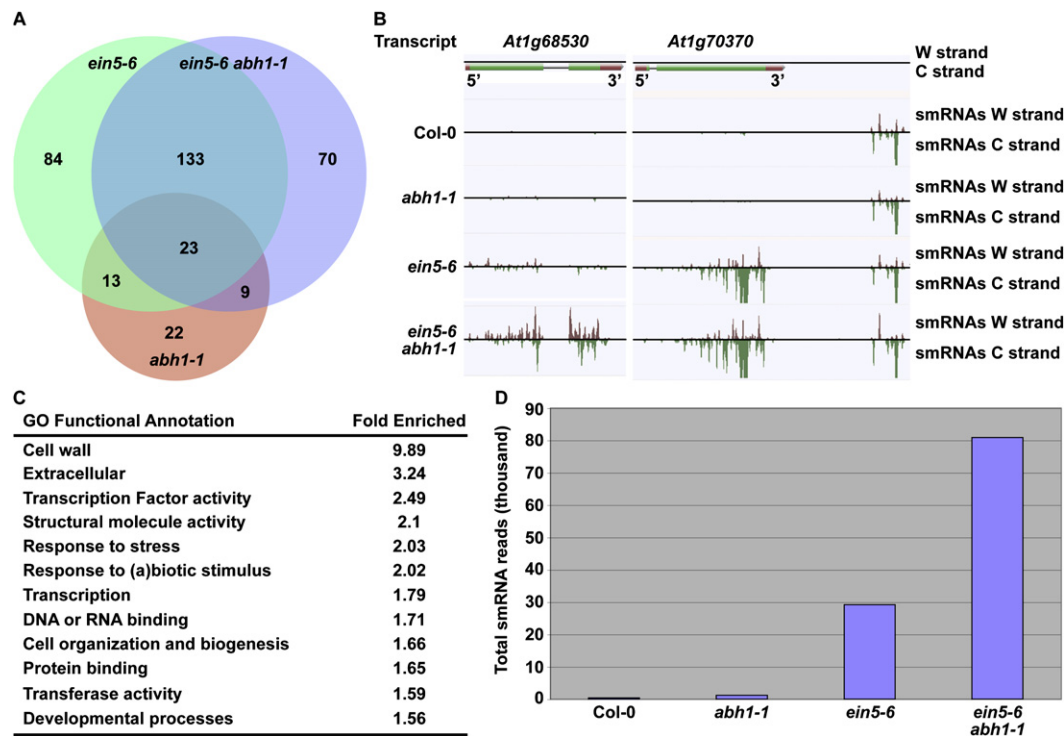 A
ein5-6
ein5-6 abh1-1
84
133
70
23
13
9
22
abh1-1
B
Transcript
At1g68530
At1g70370
W strand
C strand
5’
3’
5’
3’
Col-0
smRNAs W strand
smRNAs C strand
abh1-1
smRNAs W strand
smRNAs C strand
ein5-6
smRNAs W strand
smRNAs C strand
ein5-6
abh1-1
smRNAs W strand
smRNAs C strand
C
GO Functional Annotation Fold Enriched
Cell wall 9.89
Extracellular 3.24
Transcription Factor activity 2.49
Structural molecule activity 2.1
Response to stress 2.03
Response to (a)biotic stimulus 2.02
Transcription 1.79
DNA or RNA binding 1.71
Cell organization and biogenesis 1.66
Protein binding 1.65
Transferase activity 1.59
Developmental processes 1.56
D
Total smRNA reads (thousand)
90
80
70
60
50
40
30
20
10
0
Col-0
abh1-1
ein5-6
ein5-6
abh1-1